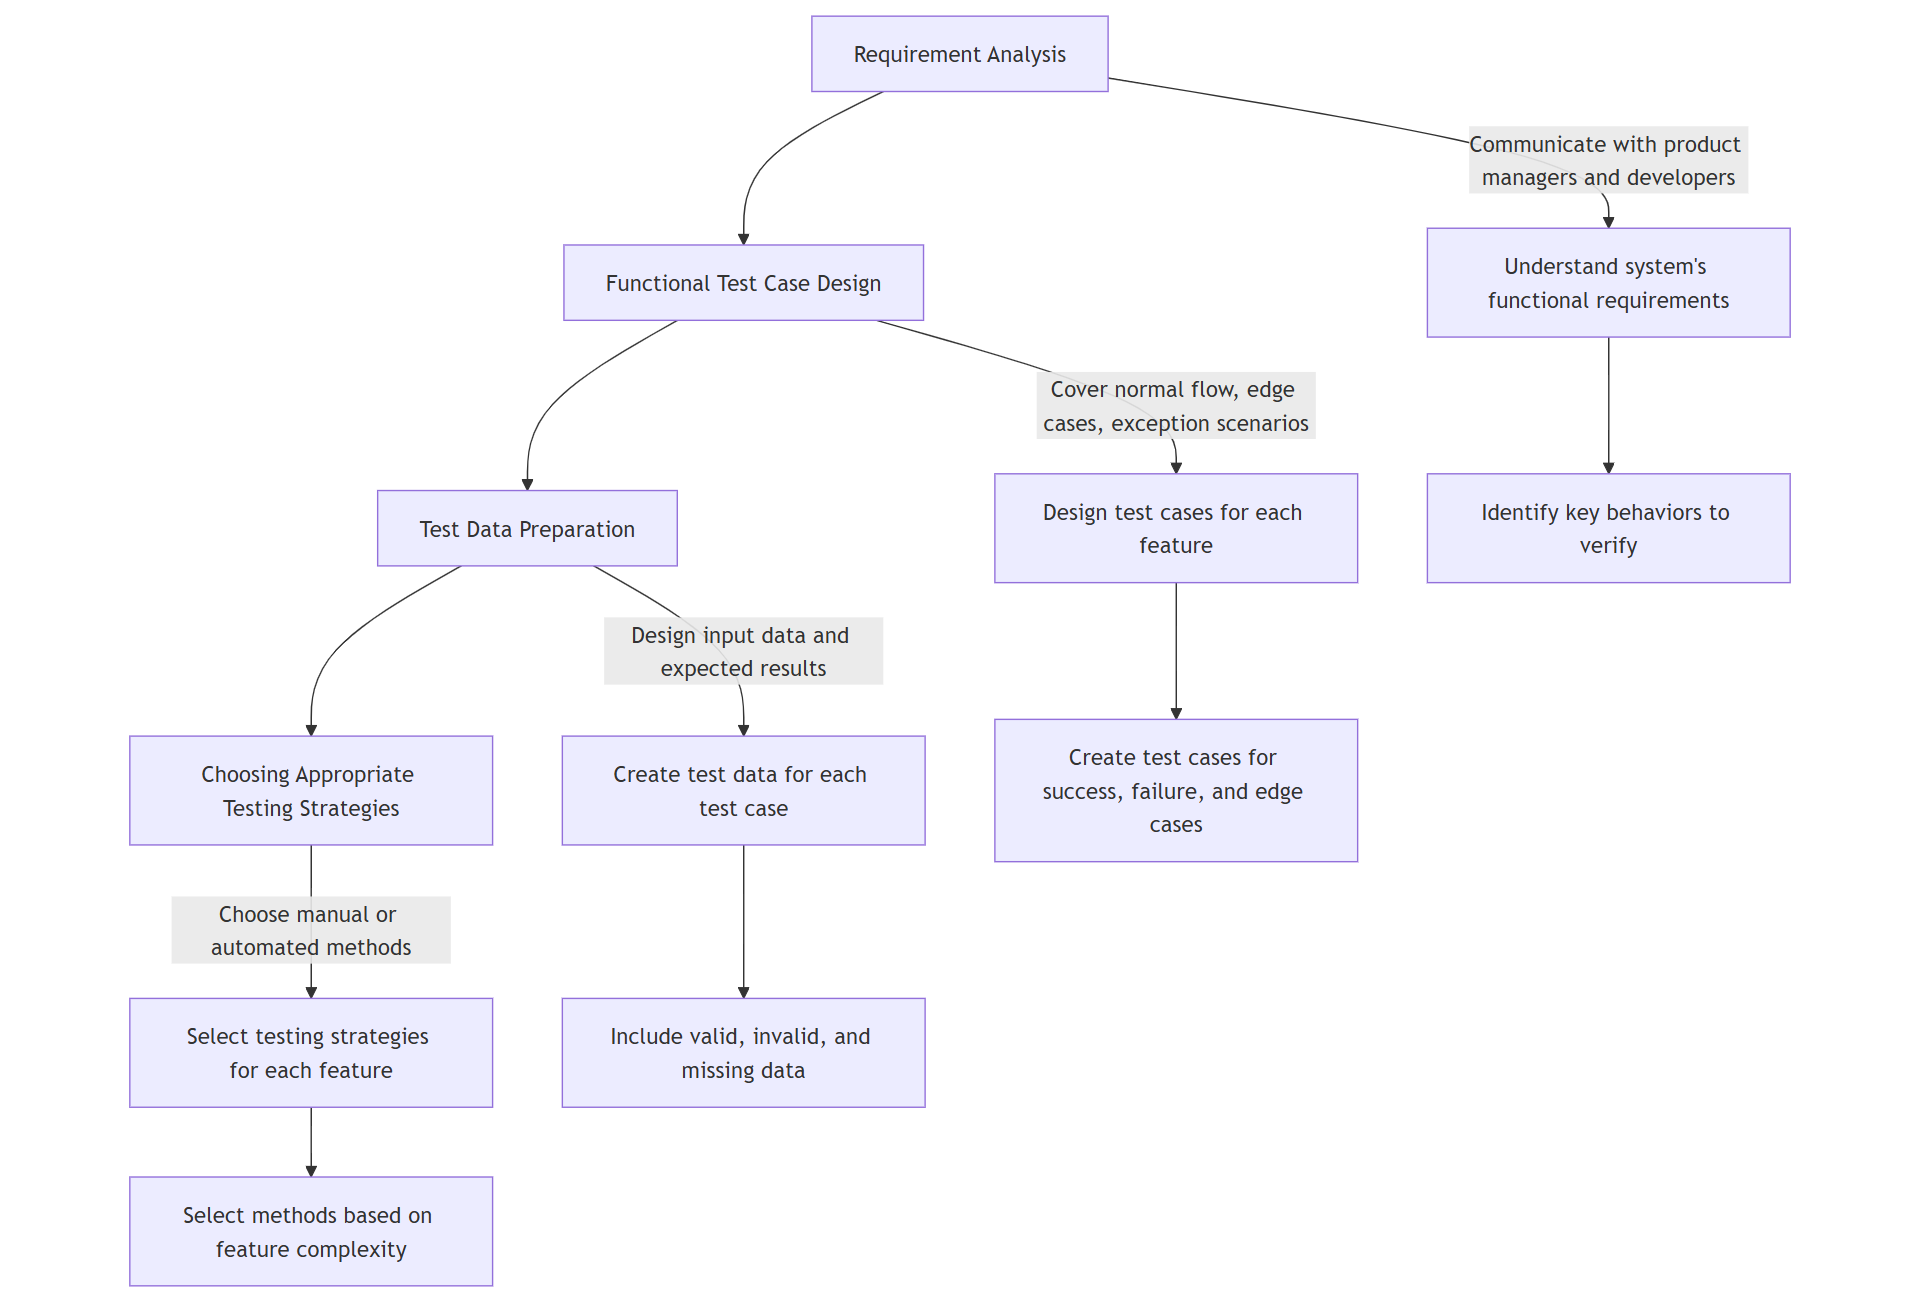 Requirement Analysis
Communicate with product
managers and developers
Functional Test Case Design
Understand system's
functional requirements
Cover normal flow, edge
cases, exception scenarios
Test Data Preparation
Design test cases for each
feature
Identify key behaviors to
verify
Design input data and
expected results
Choosing Appropriate
Testing Strategies
Create test data for each
test case
Create test cases for
success, failure, and edge
cases
Choose manual or
automated methods
Select testing strategies
for each feature
Include valid, invalid, and
missing data
Select methods based on
feature complexity